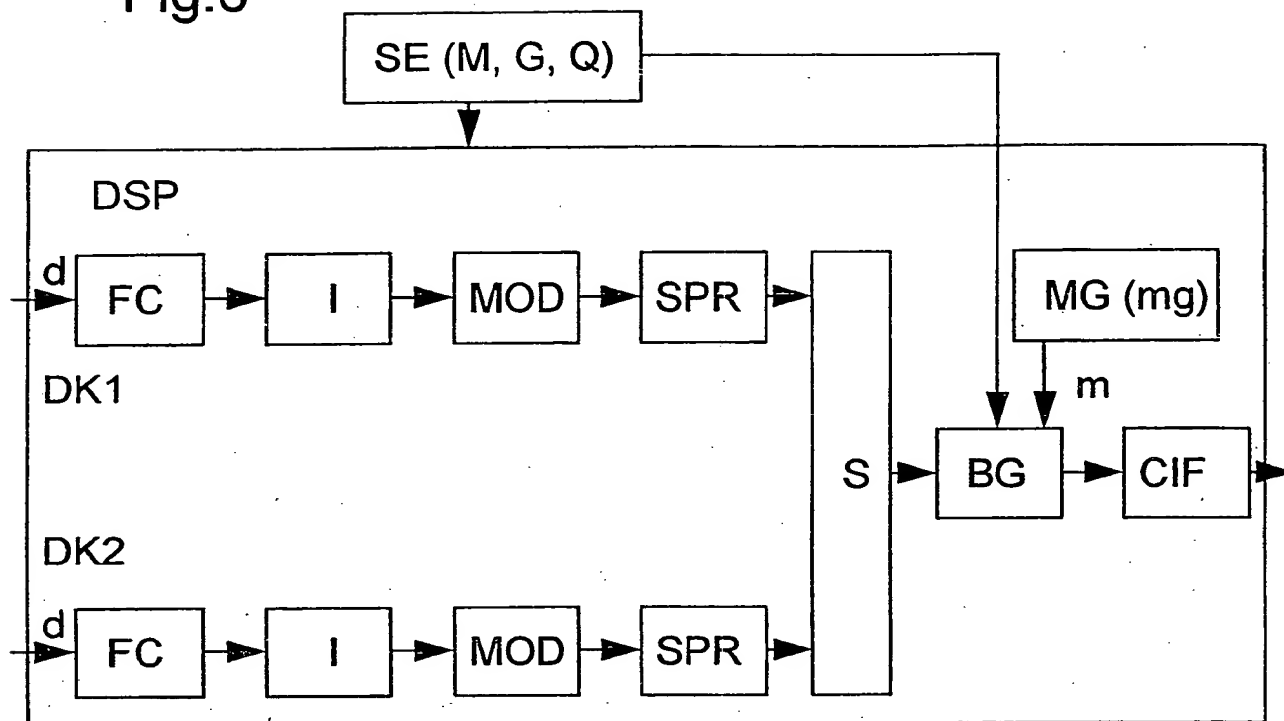 SE (M, G, Q)
DSP
d
FC
I
MOD
SPR
MG (mg)
DK1
m
S
BG
CIF
DK2
d
FC
I
MOD
SPR